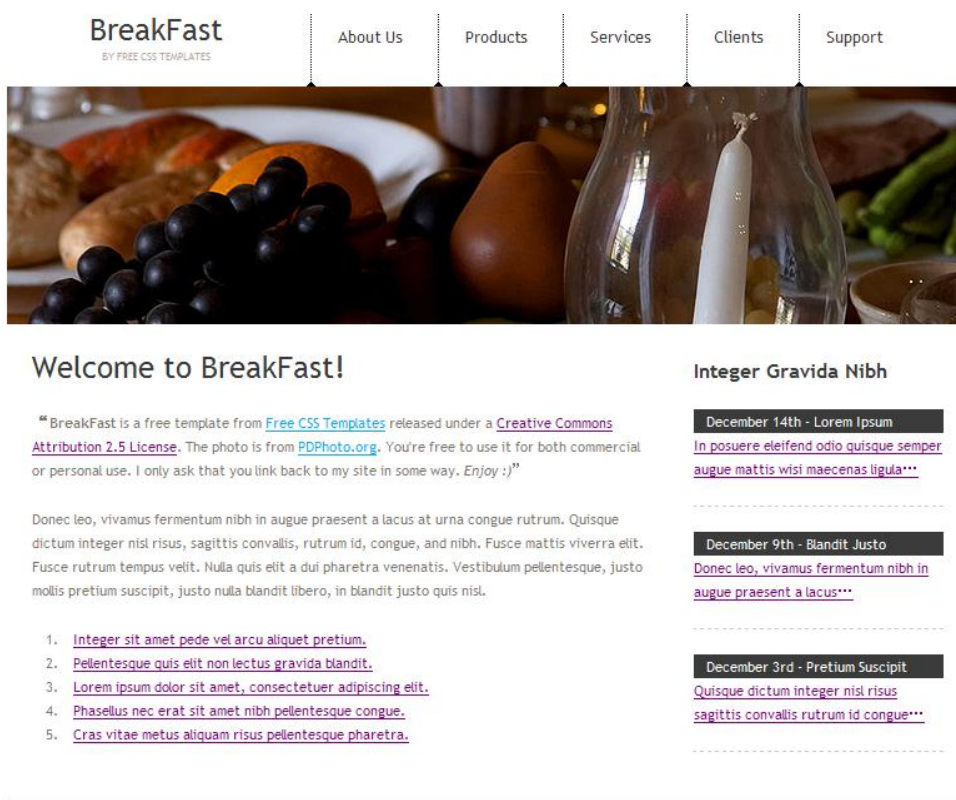 BreakFast
BY FREE CSS TEMPLATES
About Us
Products
Services
Clients
Support
Welcome to BreakFast!
“BreakFast is a free template from Free CSS Templates released under a Creative Commons
Attribution 2.5 License. The photo is from PDPhoto.org. You're free to use it for both commercial
or personal use. I only ask that you link back to my site in some way. Enjoy :)”
Donec leo, vivamus fermentum nibh in augue praesent a lacus at urna congue rutrum. Quisque
dictum integer nisl risus, sagittis convallis, rutrum id, congue, and nibh. Fusce mattis viverra elit.
Fusce rutrum tempus velit. Nulla quis elit a dui pharetra venenatis. Vestibulum pellentesque, justo
mollis pretium suscipit, justo nulla blandit libero, in blandit justo quis nisl.
1. Integer sit amet pede vel arcu aliquet pretium.
2. Pellentesque quis elit non lectus gravida blandit.
3. Lorem ipsum dolor sit amet, consectetuer adipiscing elit.
4. Phasellus nec erat sit amet nibh pellentesque congue.
5. Cras vitae metus aliquam risus pellentesque pharetra.
Integer Gravida Nibh
December 14th - Lorem Ipsum
In posuere eleifend odio quisque semper
augue mattis wisi maecenas ligula…
December 9th - Blandit Justo
Donec leo, vivamus fermentum nibh in
augue praesent a lacus…
December 3rd - Pretium Suscipit
Quisque dictum integer nisl risus
sagittis convallis rutrum id congue…